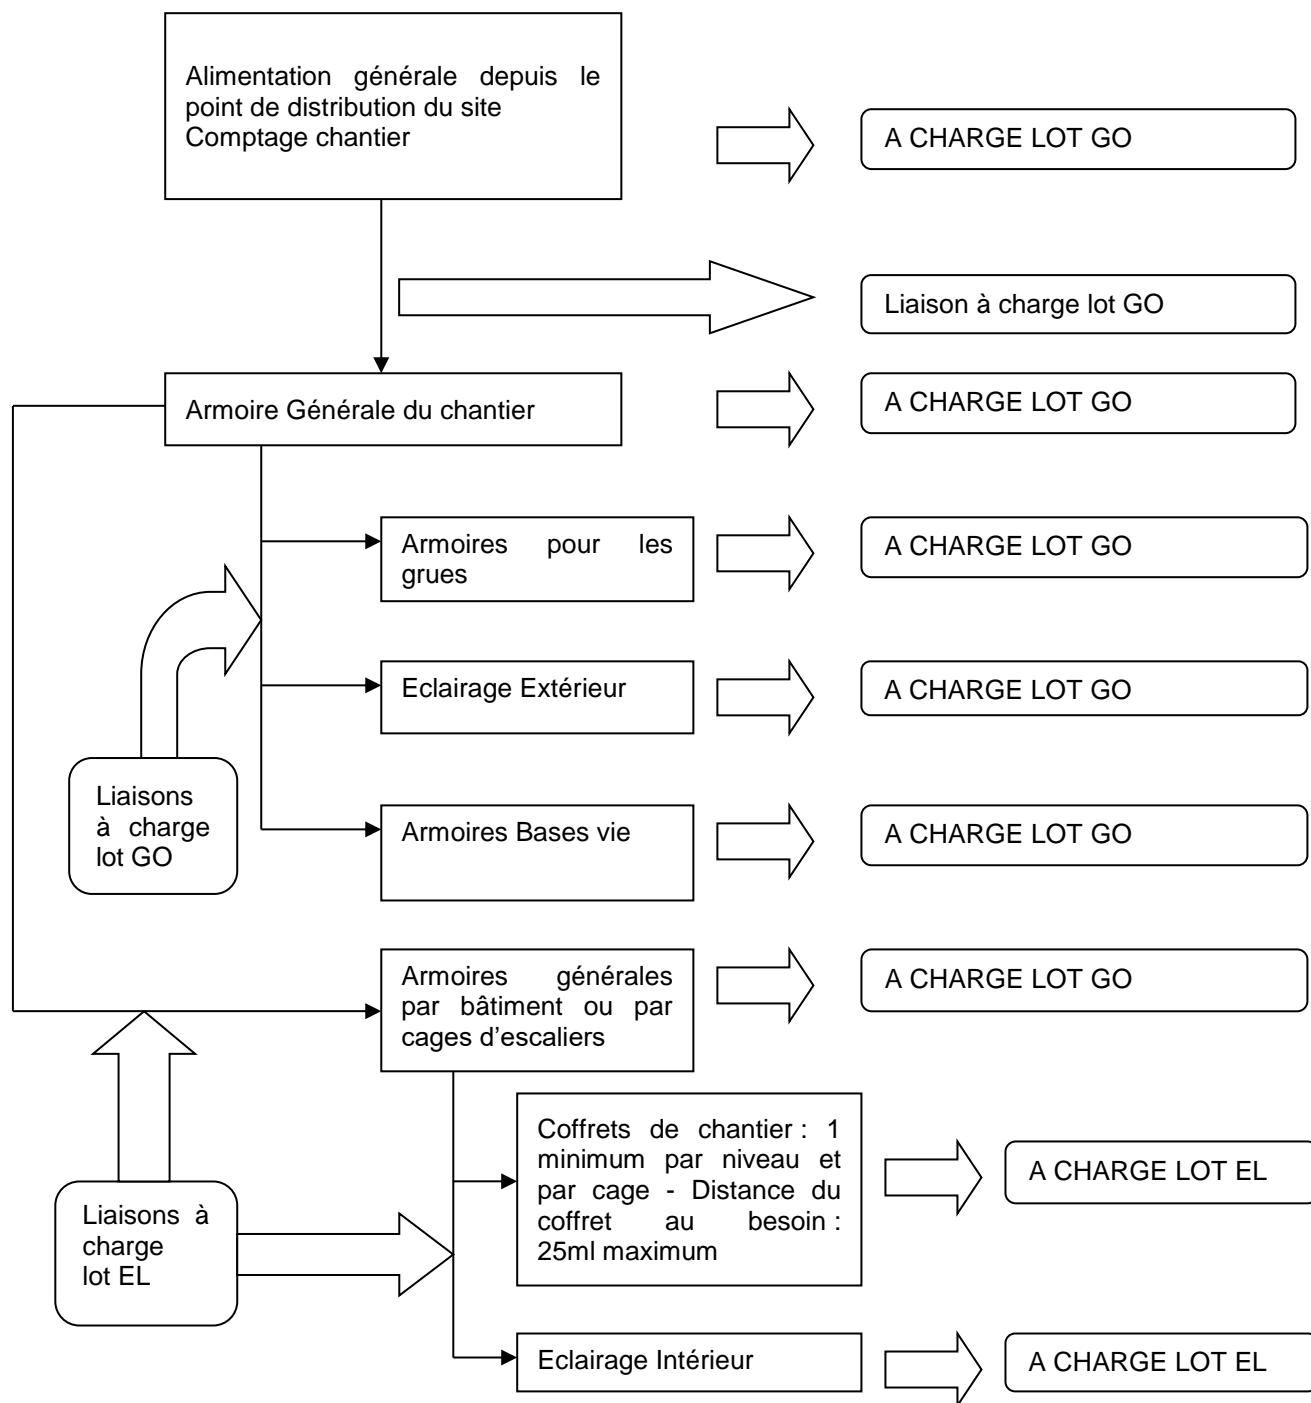 Alimentation générale depuis le
point de distribution du site
Comptage chantier
A CHARGE LOT GO
Liaison à charge lot GO
Armoire Générale du chantier
A CHARGE LOT GO
Armoires pour les
grues
A CHARGE LOT GO
Eclairage Extérieur
A CHARGE LOT GO
Liaisons
à charge
lot GO
Armoires Bases vie
A CHARGE LOT GO
Armoires générales
par bâtiment ou par
cages d’escaliers
A CHARGE LOT GO
Coffrets de chantier : 1
minimum par niveau et
par cage - Distance du
coffret au besoin :
25ml maximum
A CHARGE LOT EL
Liaisons à
charge
lot EL
Eclairage Intérieur
A CHARGE LOT EL